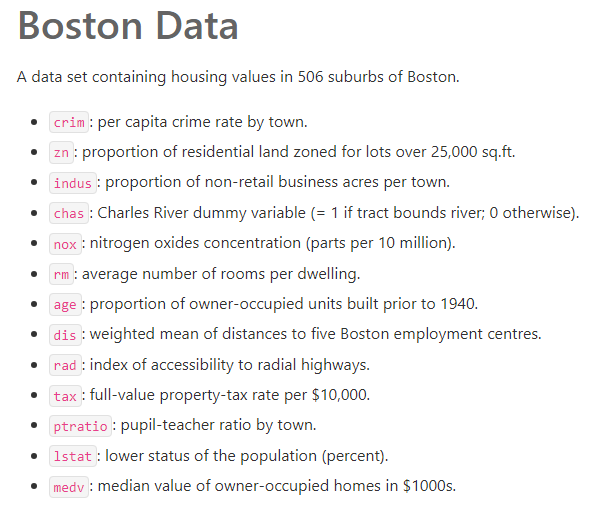 Boston Data
A data set containing housing values in 506 suburbs of Boston.
crim: per capita crime rate by town.
zn: proportion of residential land zoned for lots over 25,000 sq.ft.
indus: proportion of non-retail business acres per town.
chas: Charles River dummy variable (= 1 if tract bounds river; 0 otherwise).
nox: nitrogen oxides concentration (parts per 10 million).
rm: average number of rooms per dwelling.
age: proportion of owner-occupied units built prior to 1940.
dis: weighted mean of distances to five Boston employment centres.
rad: index of accessibility to radial highways.
tax: full-value property-tax rate per $10,000.
ptratio: pupil-teacher ratio by town.
lstat: lower status of the population (percent).
medv: median value of owner-occupied homes in $1000s.